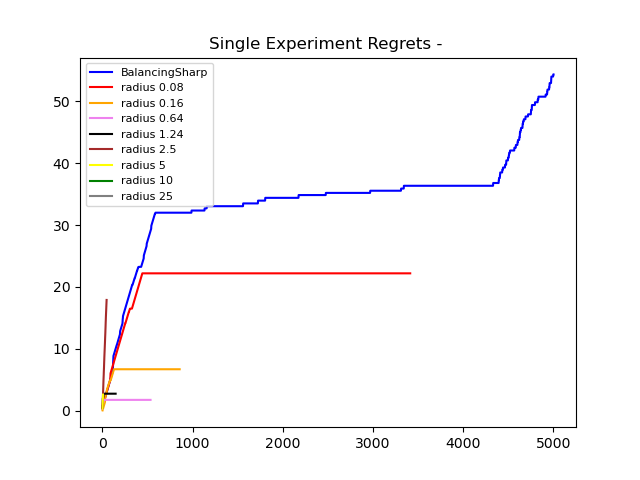 Single Experiment Regrets -
BalancingSharp
radius 0.08
radius 0.16
radius 0.64
radius 1.24
radius 2.5
radius 5
radius 10
radius 25
50
40
30
20
10
0
0 1000 2000 3000 4000 5000